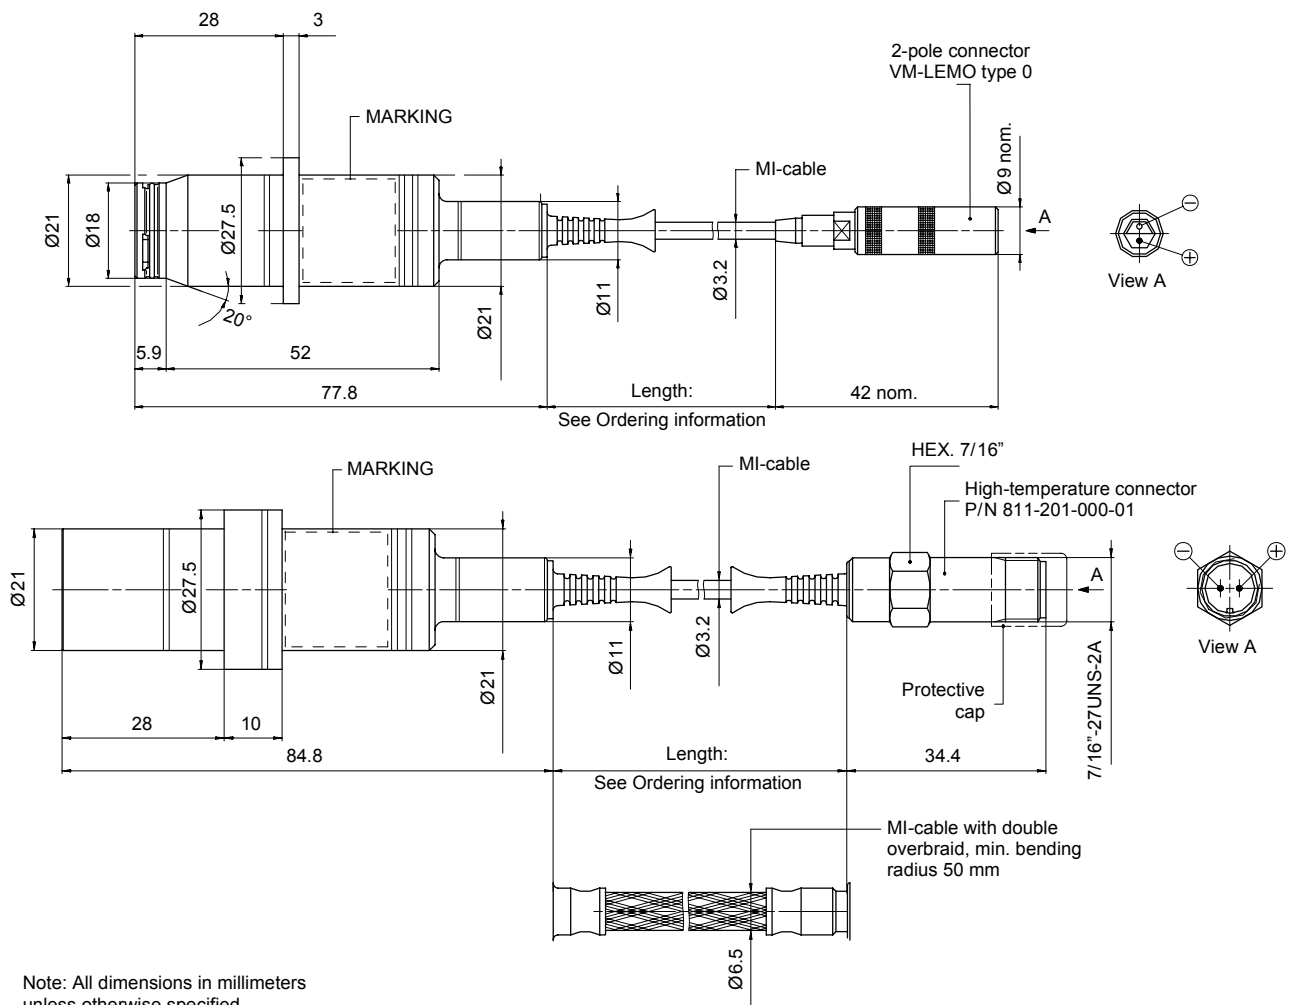 28
3
2-pole connector
VM-LEMO type 0
MARKING
MI-cable
Ø9 nom.
A
Ø21
Ø18
Ø27.5
20°
Ø21
Ø11
Ø3.2
View A
5.9
52
77.8
Length:
See Ordering information
42 nom.
HEX. 7/16”
MARKING
MI-cable
High-temperature connector
P/N 811-201-000-01
Ø21
Ø27.5
Ø21
Ø11
Ø3.2
A
View A
Protective
cap
7/16”-27UNS-2A
28
10
84.8
Length:
See Ordering information
34.4
MI-cable with double
overbraid, min. bending
radius 50 mm
Ø6.5
Note: All dimensions in millimeters
unless otherwise specified